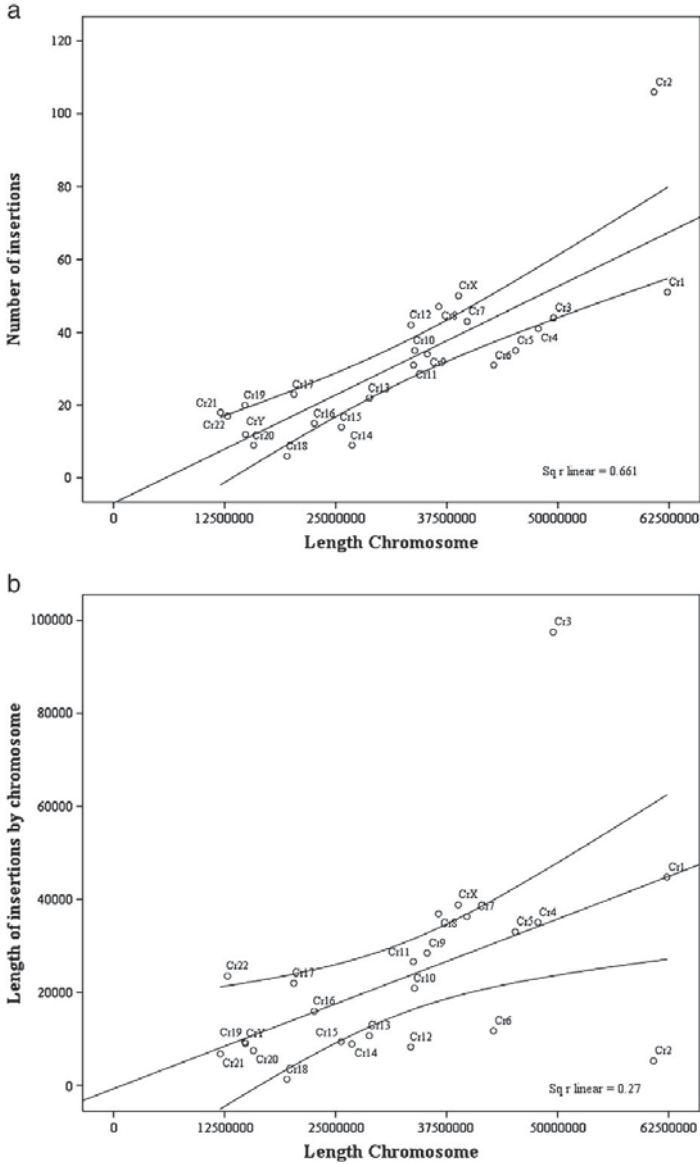 a
Number of insertions
120
100
80
60
40
20
0
Cr2
CrX
Cr12
Cr8
Cr7
Cr3
Cr1
Cr10
Cr9
Cr11
Cr6
Cr5
Cr4
Cr13
Cr17
Cr21
Cr19
Cr22
CrY
Cr20
Cr16
Cr15
Cr18
Cr14
Sq r linear = 0.661
0 12500000 25000000 37500000 50000000 62500000
Length Chromosome
b
Length of insertions by chromosome
100000
80000
60000
40000
20000
0
Cr3
Cr1
CrX
Cr7
Cr8
Cr5
Cr4
Cr11
Cr9
Cr10
Cr22
Cr17
Cr16
Cr19
CrY
Cr15
Cr13
Cr6
Cr12
Cr21
Cr20
Cr14
Cr2
Cr18
Sq r linear = 0.27
0 12500000 25000000 37500000 50000000 62500000
Length Chromosome